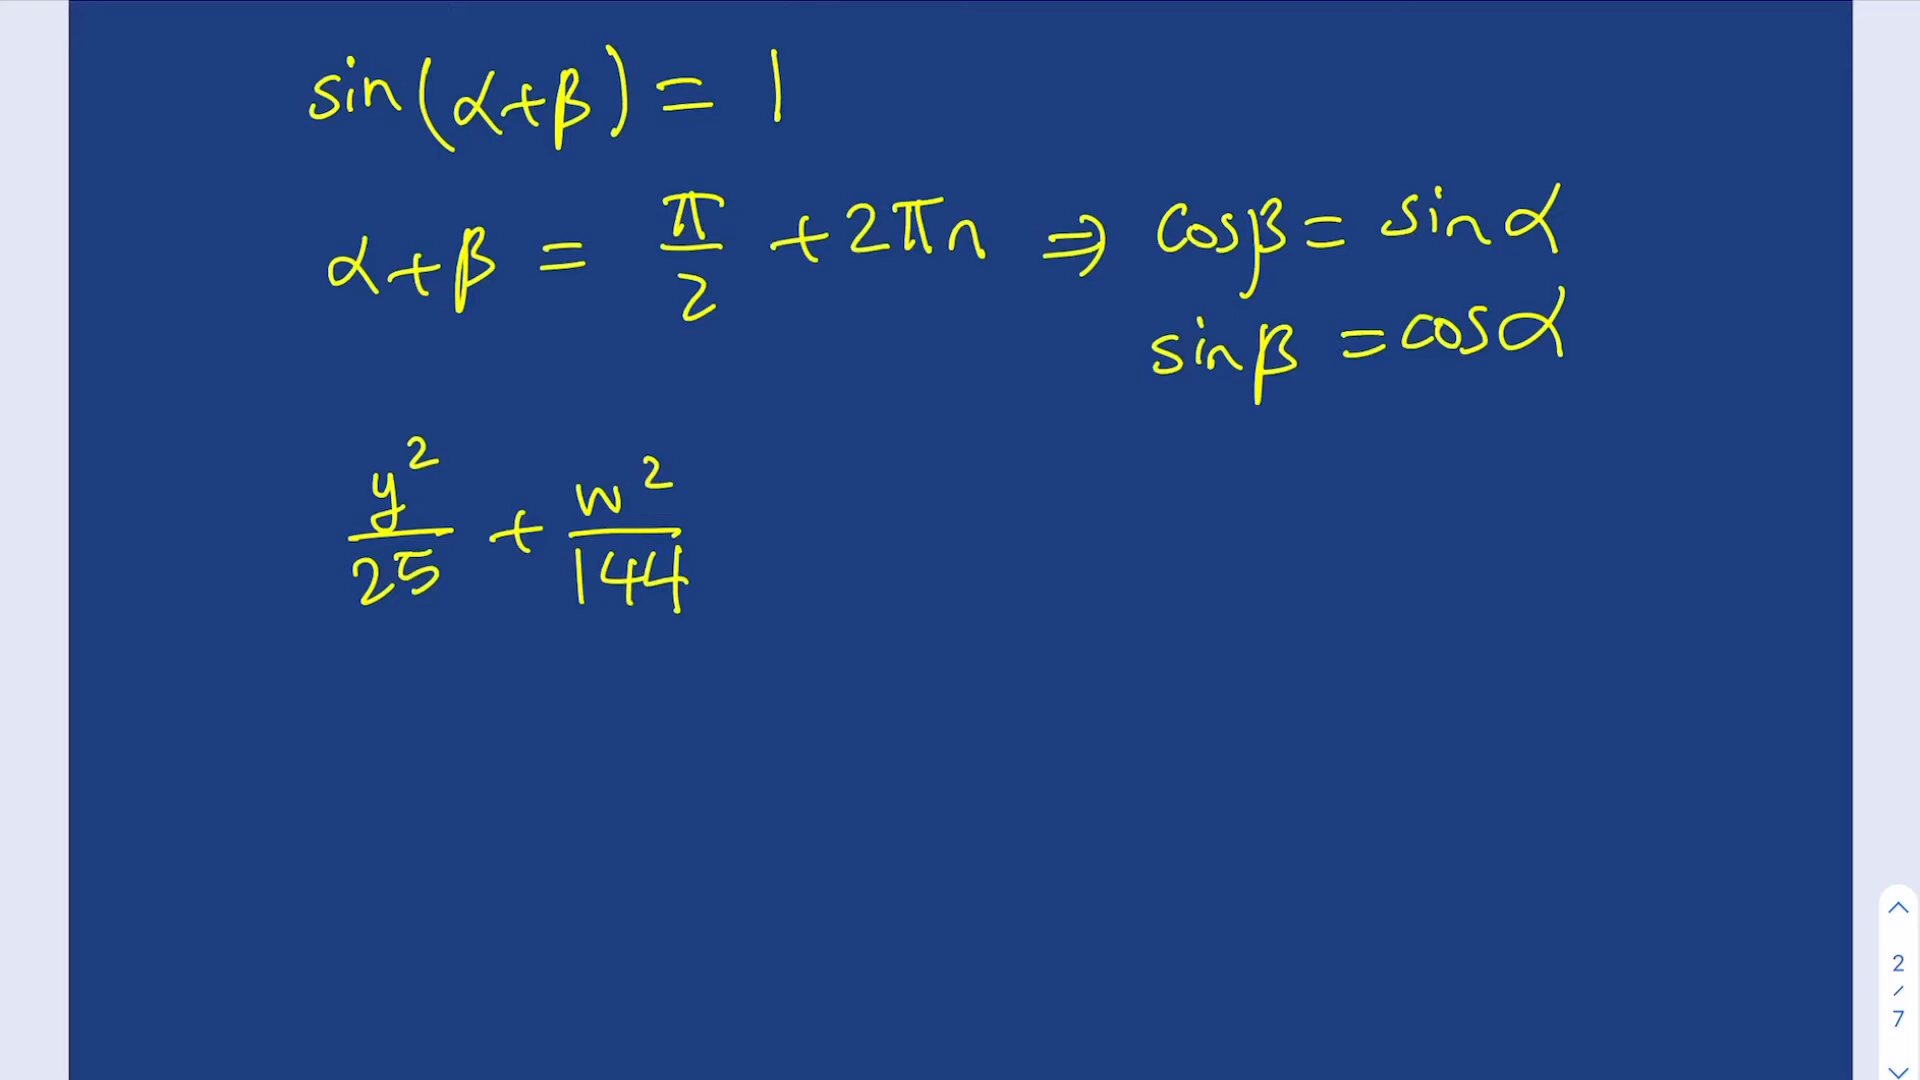 sin(α+β) = 1
α+β = π/2 + 2πn ⇒ cosβ = sinα
sinβ = cosα
y²/25 + w²/144
2
/
7